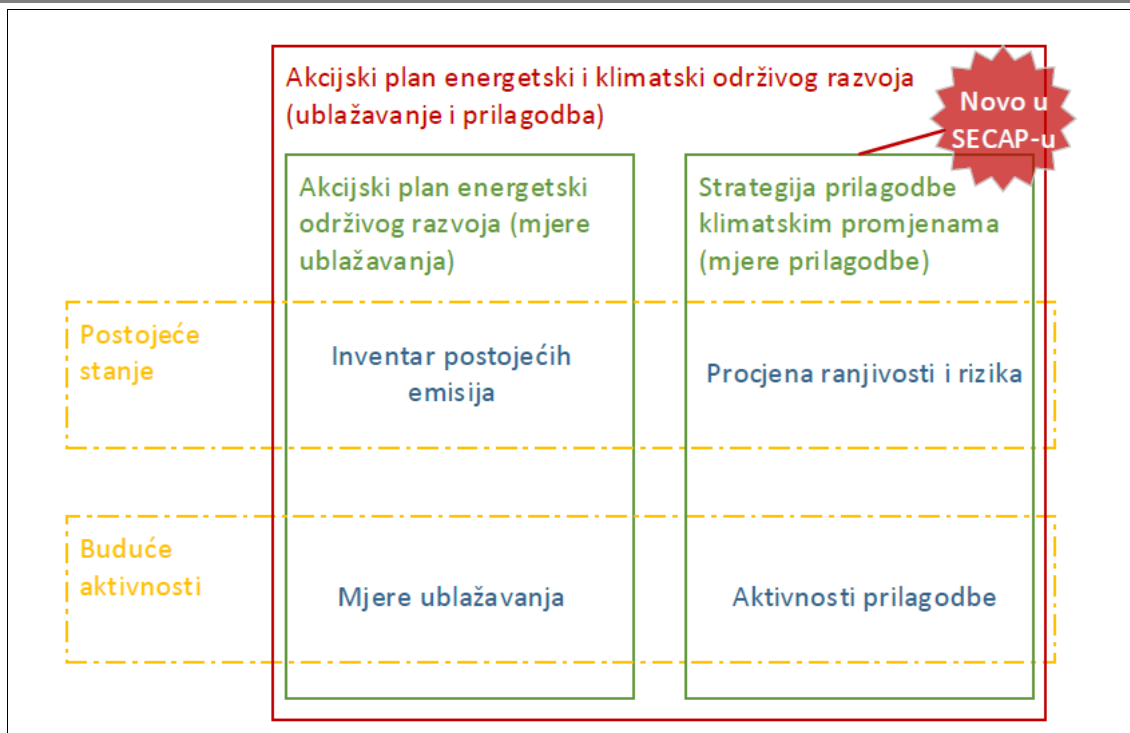 Akcijski plan energetski i klimatski održivog razvoja
(ublažavanje i prilagodba)
Novo u
SECAP-u
Akcijski plan energetski
održivog razvoja (mjere
ublažavanja)
Strategija prilagodbe
klimatskim promjenama
(mjere prilagodbe)
Postojeće
stanje
Inventar postojećih
emisija
Procjena ranjivosti i rizika
Buduće
aktivnosti
Mjere ublažavanja
Aktivnosti prilagodbe